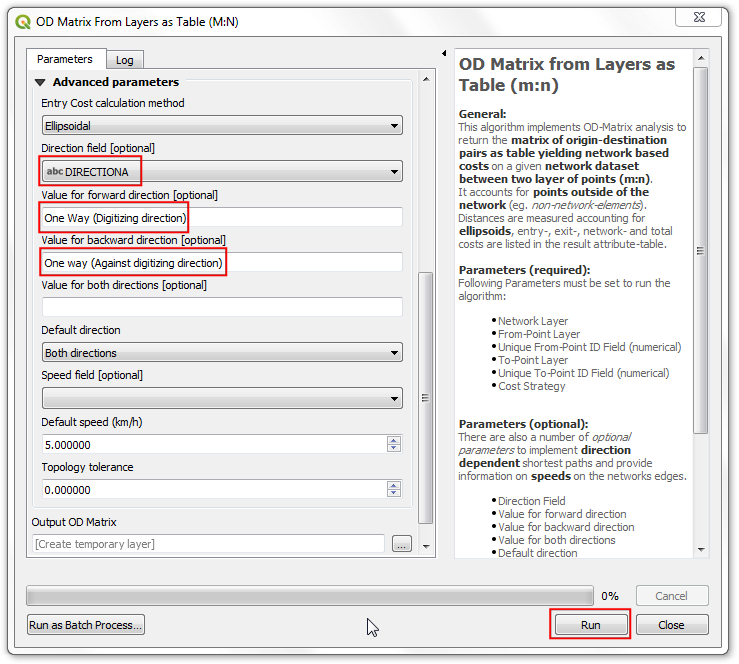 OD Matrix From Layers as Table (M:N)
Parameters
Log
Advanced parameters
Entry Cost calculation method
Ellipsoidal
Direction field [optional]
abc DIRECTIONA
Value for forward direction [optional]
One Way (Digitizing direction)
Value for backward direction [optional]
One way (Against digitizing direction)
Value for both directions [optional]
Default direction
Both directions
Speed field [optional]
Default speed (km/h)
5.000000
Topology tolerance
0.000000
Output OD Matrix
[Create temporary layer]
...
OD Matrix from Layers as
Table (m:n)
General:
This algorithm implements OD-Matrix analysis to
return the matrix of origin-destination
pairs as table yielding network based
costs on a given network dataset
between two layer of points (m:n).
It accounts for points outside of the
network (eg. non-network-elements).
Distances are measured accounting for
ellipsoids, entry-, exit-, network- and total
costs are listed in the result attribute-table.
Parameters (required):
Following Parameters must be set to run the
algorithm:
• Network Layer
• From-Point Layer
• Unique From-Point ID Field (numerical)
• To-Point Layer
• Unique To-Point ID Field (numerical)
• Cost Strategy
Parameters (optional):
There are also a number of optional
parameters to implement direction
dependent shortest paths and provide
information on speeds on the networks edges.
• Direction Field
• Value for forward direction
• Value for backward direction
• Value for both directions
• Default direction
0%
Cancel
Run as Batch Process...
Run
Close